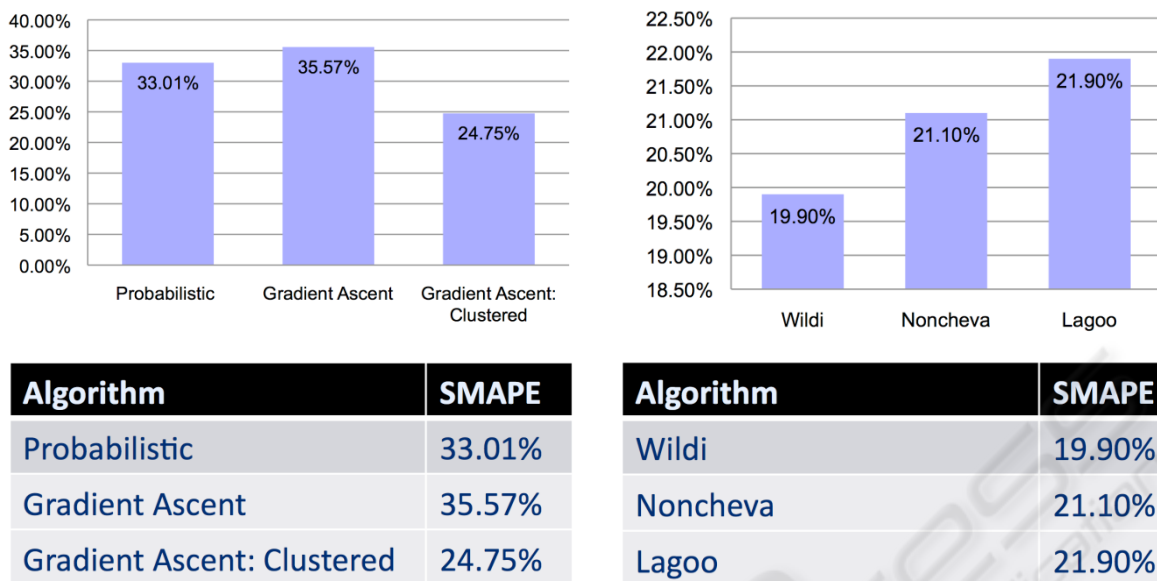 40.00%
35.00%
30.00%
25.00%
20.00%
15.00%
10.00%
5.00%
0.00%
33.01%
35.57%
24.75%
Probabilistic
Gradient Ascent
Gradient Ascent:
Clustered
22.50%
22.00%
21.50%
21.00%
20.50%
20.00%
19.50%
19.00%
18.50%
19.90%
21.10%
21.90%
Wildi
Noncheva
Lagoo
Algorithm SMAPE
Probabilistic 33.01%
Gradient Ascent 35.57%
Gradient Ascent: Clustered 24.75%
Algorithm SMAPE
Wildi 19.90%
Noncheva 21.10%
Lagoo 21.90%